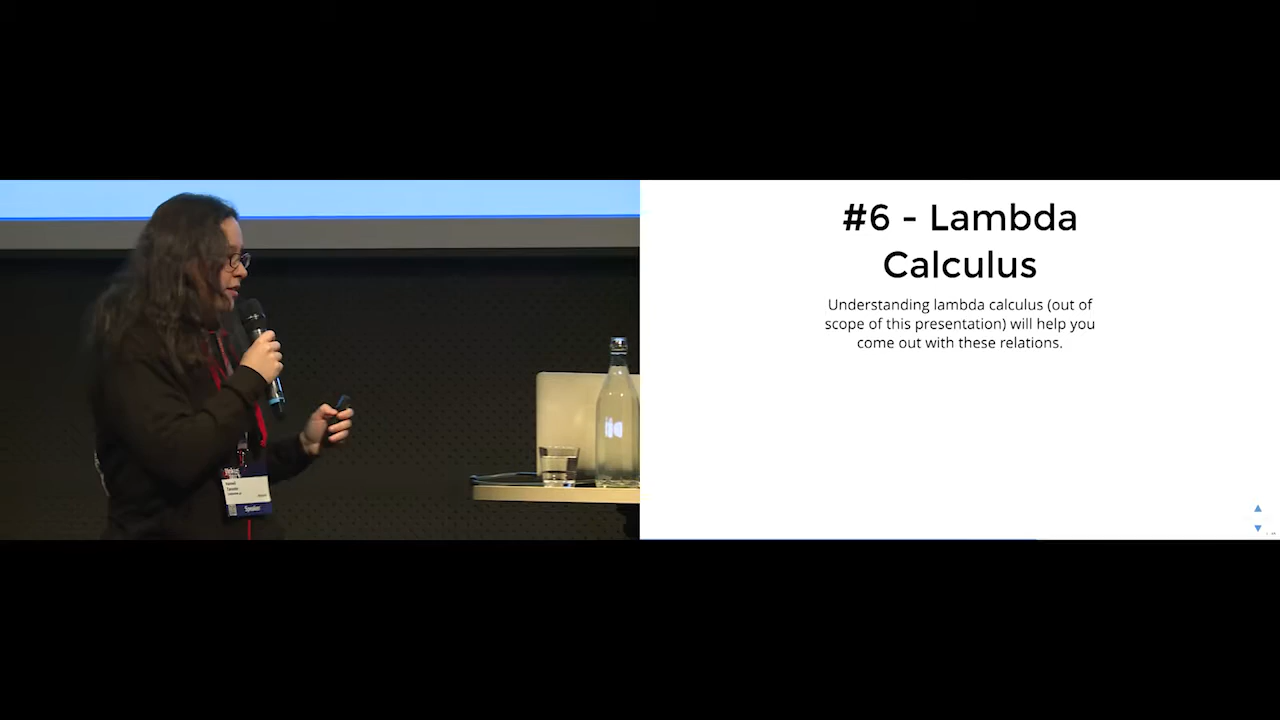 #6 - Lambda
Calculus
Understanding lambda calculus (out of
scope of this presentation) will help you
come out with these relations.
Speaker